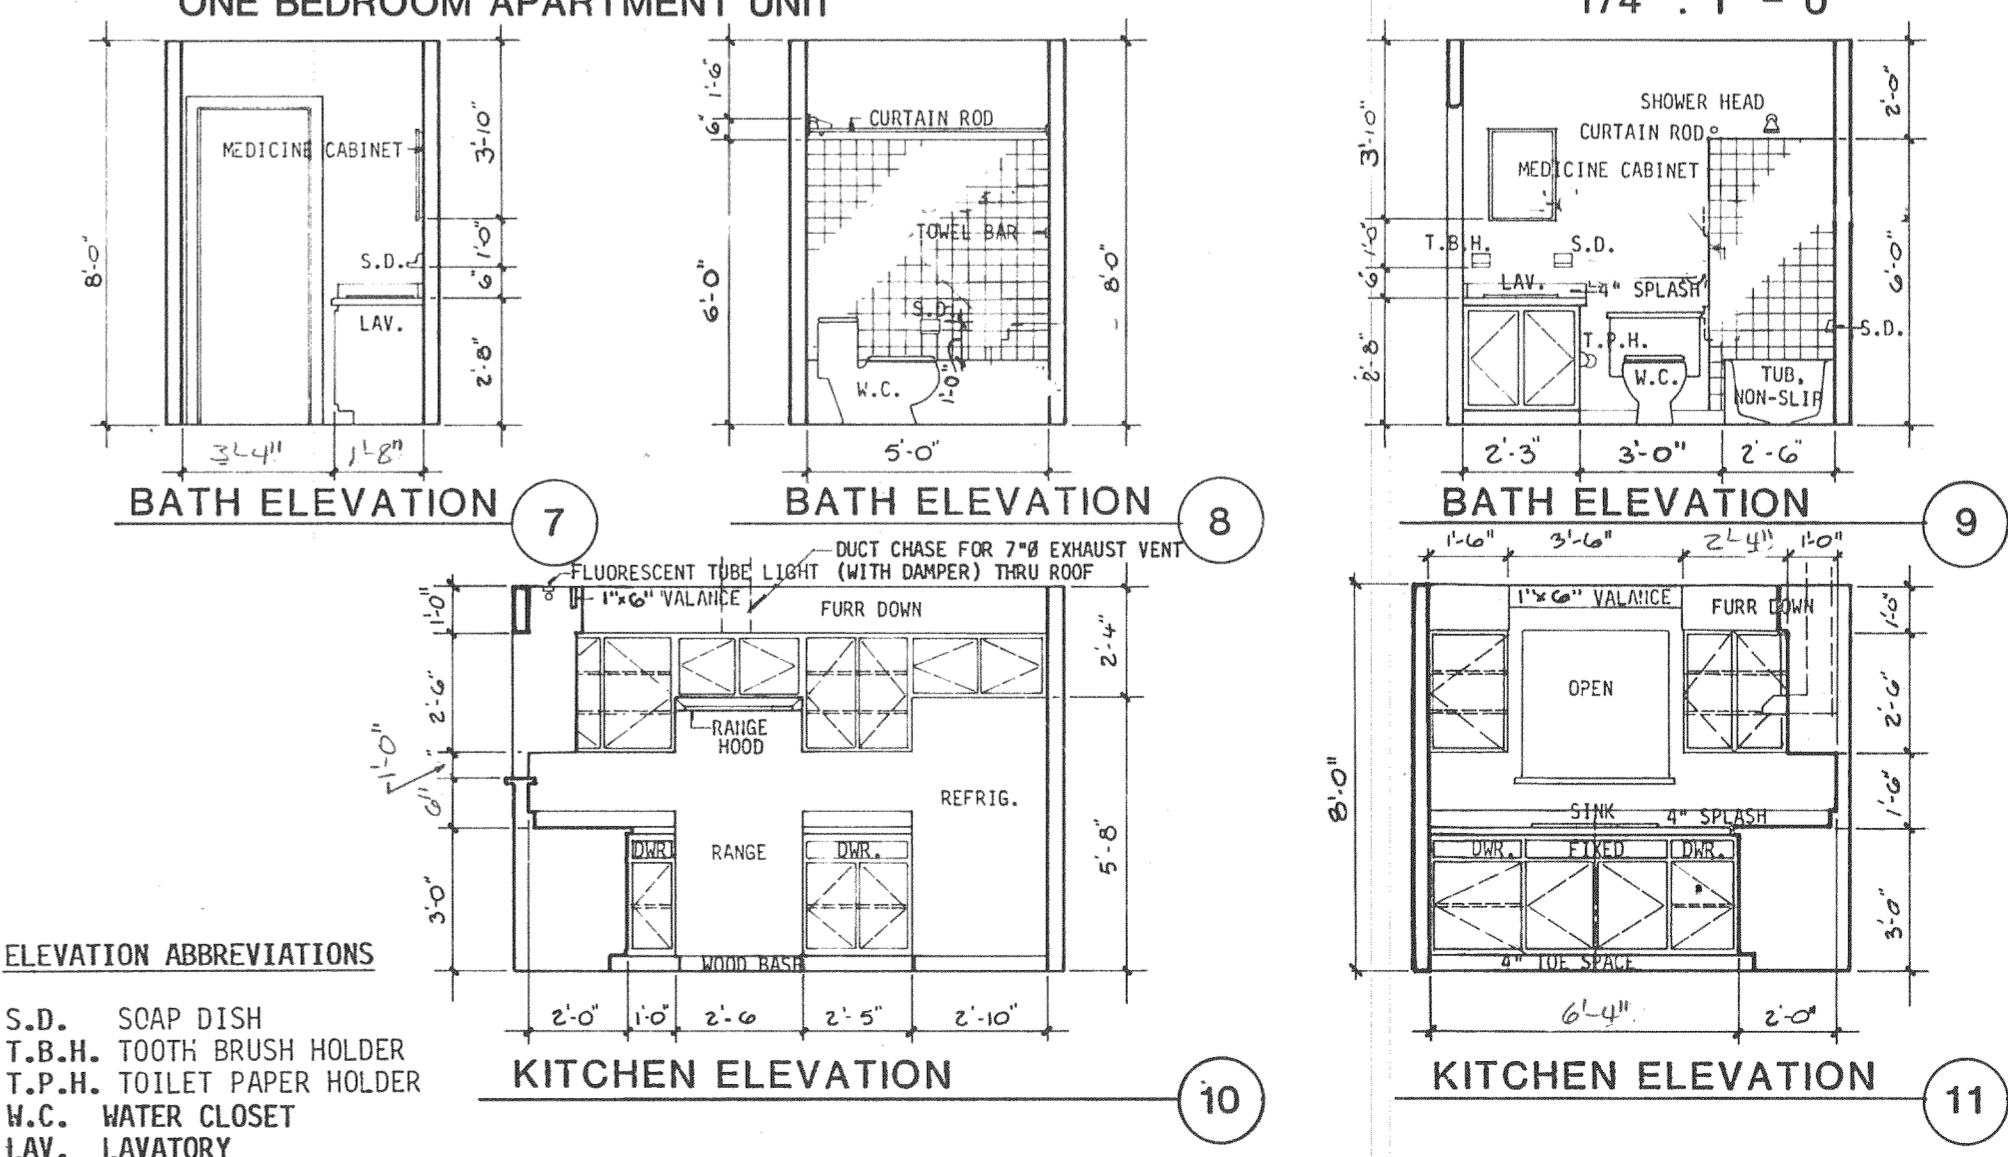 ONE BEDROOM APARTMENT UNIT
1/4" : 1' - 0
8'-0"
MEDICINE CABINET
S.D.
LAV.
3'-10"
1'-0"
6"
2'-8"
3'-4"
1'-8"
BATH ELEVATION
7
1'-6"
6"
6'-0"
CURTAIN ROD
TOWEL BAR
S.D.
W.C.
1'-0"
8'-0"
5'-0"
BATH ELEVATION
8
3'-10"
1'-0"
6"
2'-8"
SHOWER HEAD
CURTAIN ROD
MEDICINE CABINET
T.B.H.
S.D.
LAV.
4" SPLASH
T.P.H.
W.C.
TUB,
NON-SLIP
S.D.
2'-0"
6'-0"
2'-3"
3'-0"
2'-6"
BATH ELEVATION
9
DUCT CHASE FOR 7"Ø EXHAUST VENT
(WITH DAMPER) THRU ROOF
FLUORESCENT TUBE LIGHT
1"x6" VALANCE
FURR DOWN
1'-0"
2'-6"
1'-0"
6"
3'-0"
RANGE
HOOD
REFRIG.
DWR.
RANGE
DWR.
WOOD BASE
2'-4"
5'-8"
2'-0"
1'-0"
2'-6
2'-5"
2'-10"
KITCHEN ELEVATION
10
1'-6"
3'-6"
2'-4"
1'-0"
1"x6" VALANCE
FURR DOWN
OPEN
8'-0"
SINK
4" SPLASH
DWR.
FIXED
DWR.
4" TOE SPACE
1'-0"
2'-6"
1'-6"
3'-0"
6'-4"
2'-0"
KITCHEN ELEVATION
11
ELEVATION ABBREVIATIONS
S.D. SOAP DISH
T.B.H. TOOTH BRUSH HOLDER
T.P.H. TOILET PAPER HOLDER
W.C. WATER CLOSET
LAV. LAVATORY